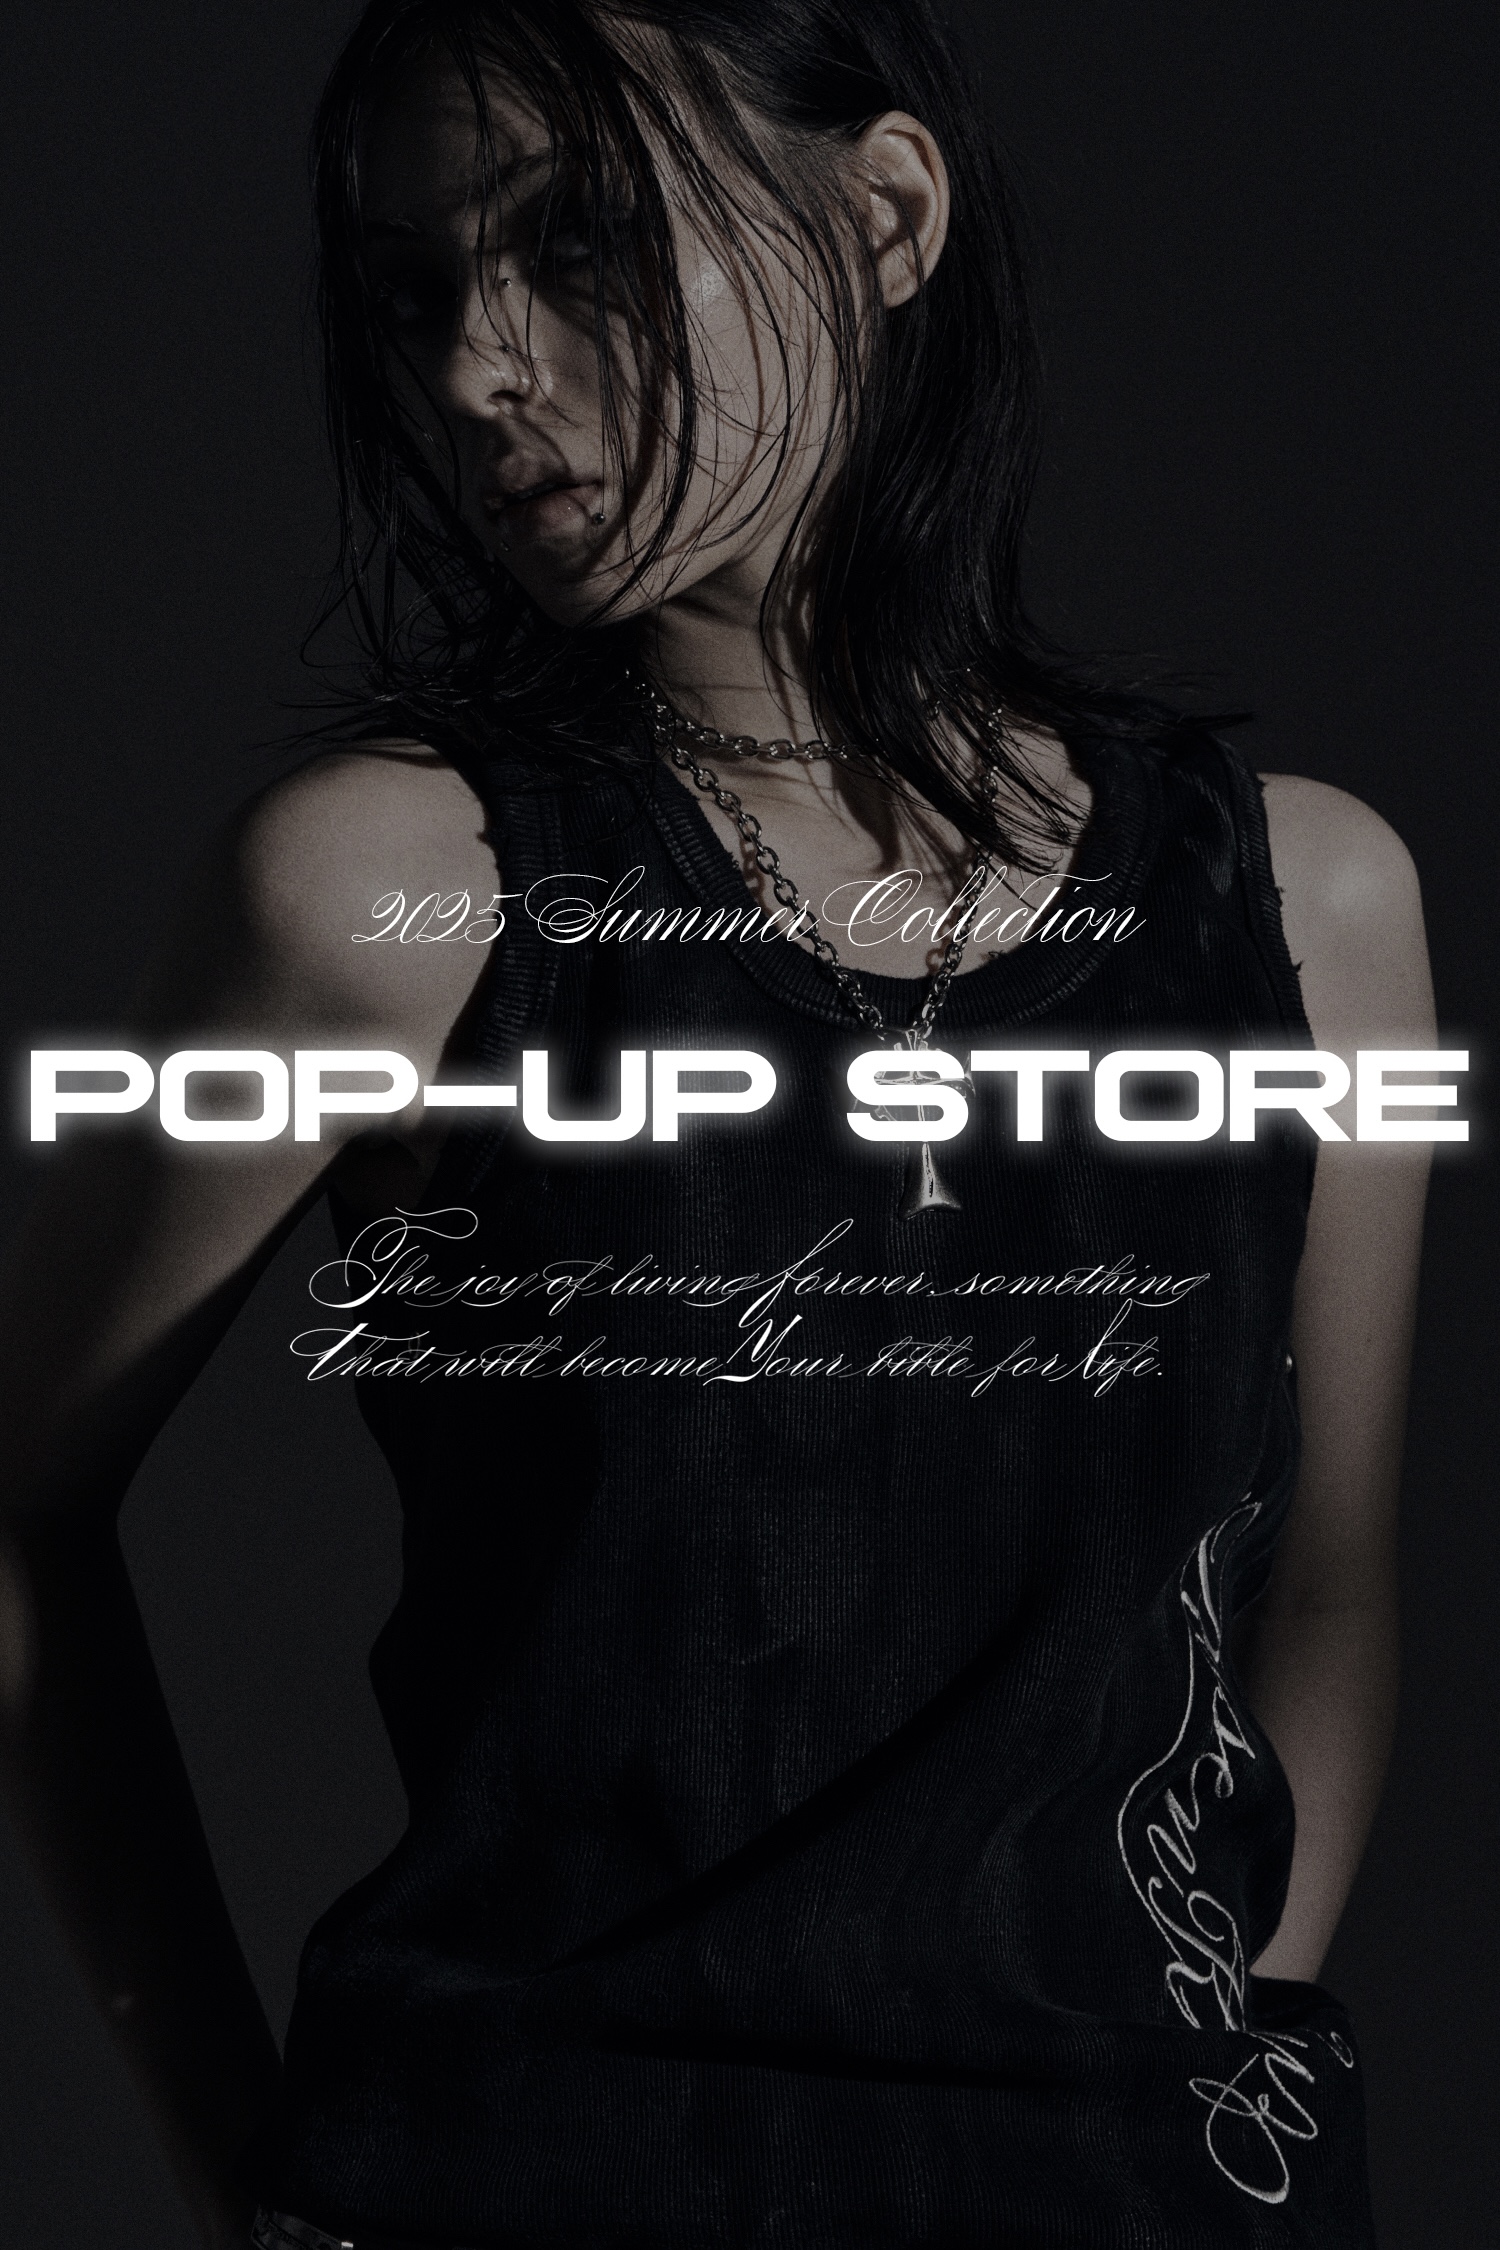 2025 Summer Collection
POP-UP STORE
The joy of living forever, something
That will become Your bible for life.